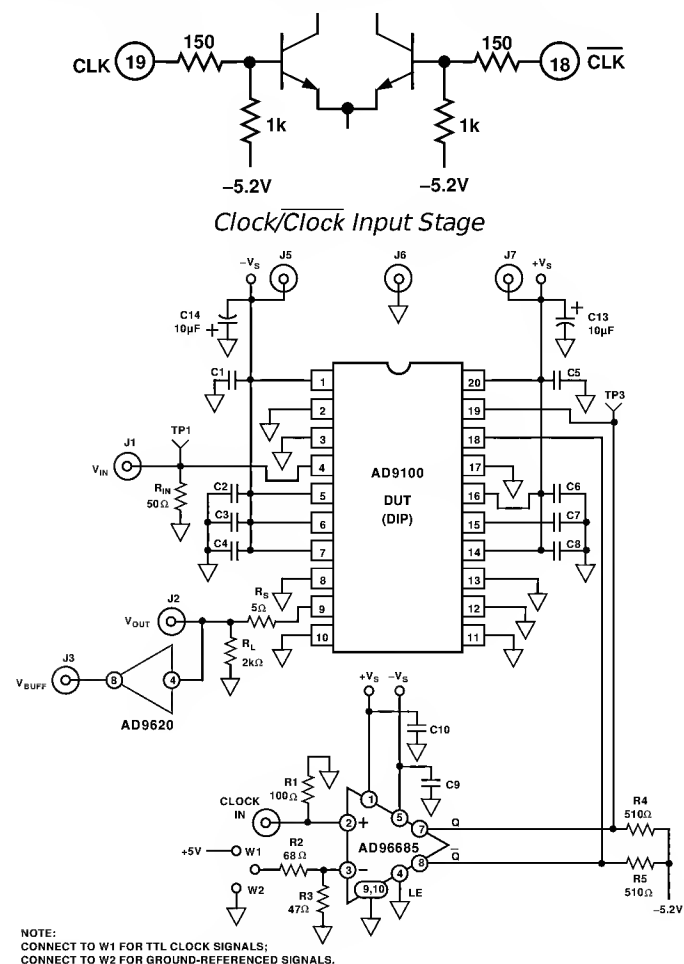 CLK 19 150 150 18 CLK
1k 1k
–5.2V –5.2V
Clock/Clock Input Stage
–VS J5 J6 J7 +VS
C14 10µF + + C13 10µF
C1 1 20 C5
2 19 TP3
TP1 3 18
J1 VIN 4 17
AD9100
DUT
(DIP)
RIN 50Ω
C2 5 16 C6
C3 6 15 C7
C4 7 14 C8
8 13
RS 5Ω
J2 VOUT 9 12
10 11
RL 2kΩ
J3 VBUFF 8 4
AD9620
+VS –VS
C10
C9
R1 100Ω
CLOCK IN
1 5
2 + 7 Q R4 510Ω
AD96685
+5V W1 R2 68Ω 3 – 8 Q R5 510Ω
4 LE
9,10
W2 R3 47Ω
–5.2V
NOTE:
CONNECT TO W1 FOR TTL CLOCK SIGNALS;
CONNECT TO W2 FOR GROUND-REFERENCED SIGNALS.